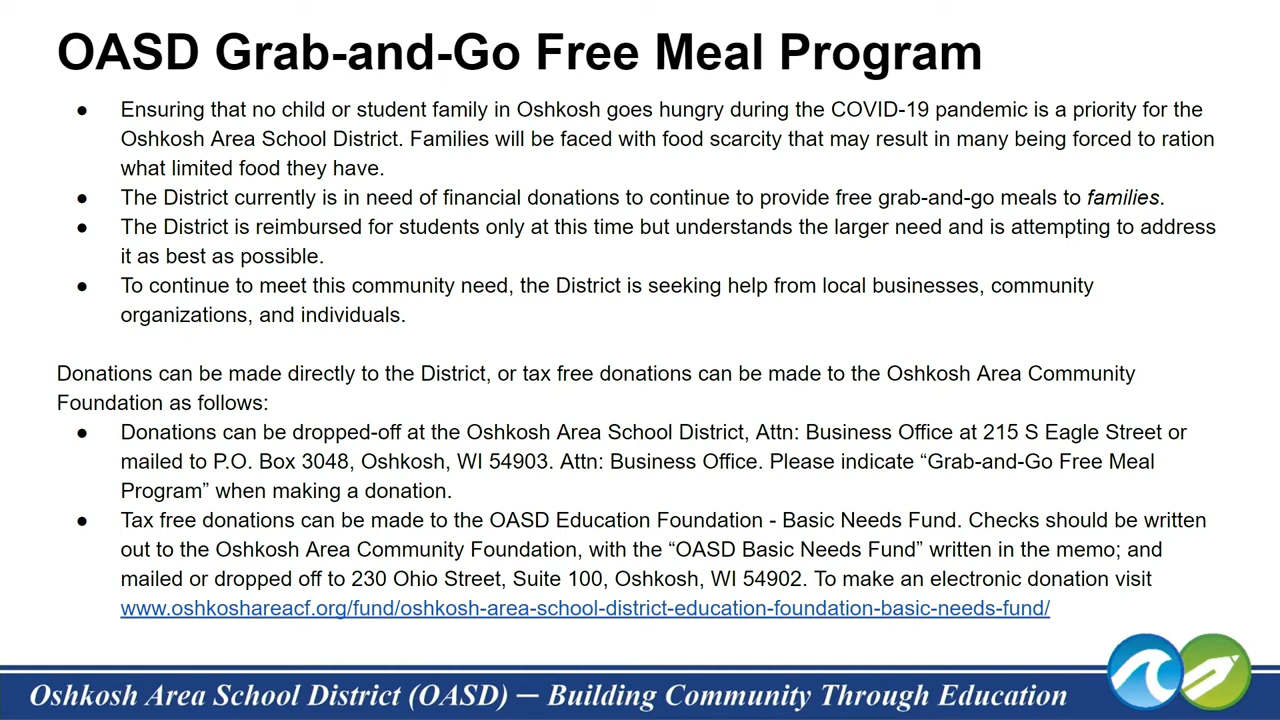 OASD Grab-and-Go Free Meal Program
● Ensuring that no child or student family in Oshkosh goes hungry during the COVID-19 pandemic is a priority for the
Oshkosh Area School District. Families will be faced with food scarcity that may result in many being forced to ration
what limited food they have.
● The District currently is in need of financial donations to continue to provide free grab-and-go meals to families.
● The District is reimbursed for students only at this time but understands the larger need and is attempting to address
it as best as possible.
● To continue to meet this community need, the District is seeking help from local businesses, community
organizations, and individuals.
Donations can be made directly to the District, or tax free donations can be made to the Oshkosh Area Community
Foundation as follows:
● Donations can be dropped-off at the Oshkosh Area School District, Attn: Business Office at 215 S Eagle Street or
mailed to P.O. Box 3048, Oshkosh, WI 54903. Attn: Business Office. Please indicate “Grab-and-Go Free Meal
Program” when making a donation.
● Tax free donations can be made to the OASD Education Foundation - Basic Needs Fund. Checks should be written
out to the Oshkosh Area Community Foundation, with the “OASD Basic Needs Fund” written in the memo; and
mailed or dropped off to 230 Ohio Street, Suite 100, Oshkosh, WI 54902. To make an electronic donation visit
www.oshkoshareacf.org/fund/oshkosh-area-school-district-education-foundation-basic-needs-fund/
Oshkosh Area School District (OASD) — Building Community Through Education